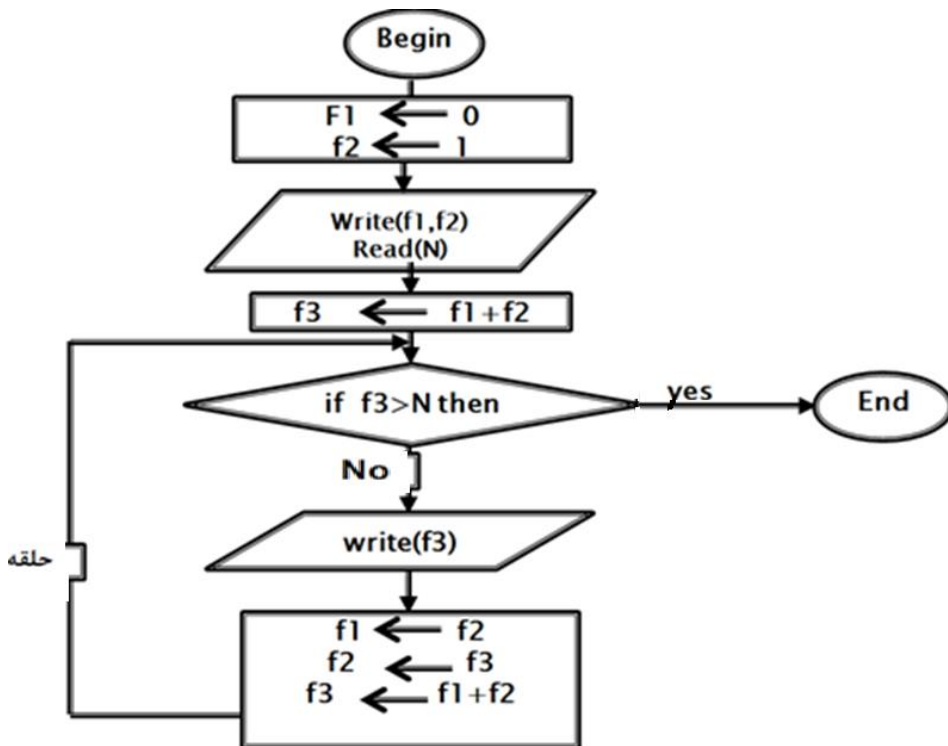 Begin
F1 ← 0
f2 ← 1
Write(f1,f2)
Read(N)
f3 ← f1+f2
if f3>N then
yes
End
No
write(f3)
حلقه
f1 ← f2
f2 ← f3
f3 ← f1+f2